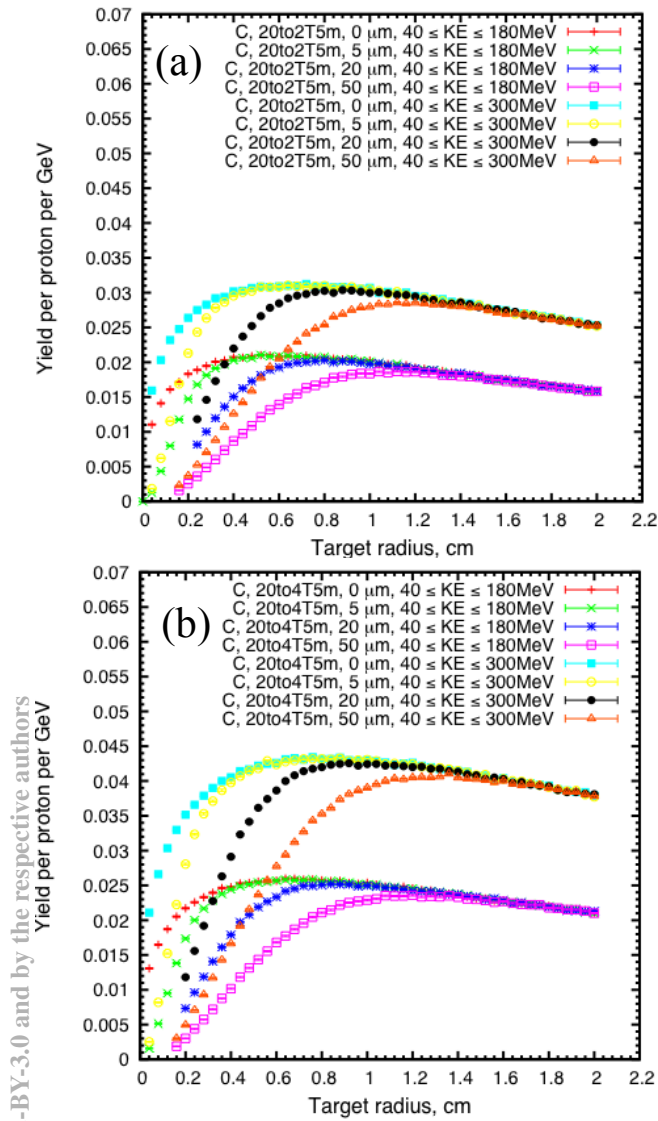 0.07
0.065
0.06
0.055
0.05
0.045
0.04
0.035
0.03
0.025
0.02
0.015
0.01
0.005
0
Yield per proton per GeV
(a)
C, 20to2T5m, 0 μm, 40 ≤ KE ≤ 180MeV
C, 20to2T5m, 5 μm, 40 ≤ KE ≤ 180MeV
C, 20to2T5m, 20 μm, 40 ≤ KE ≤ 180MeV
C, 20to2T5m, 50 μm, 40 ≤ KE ≤ 180MeV
C, 20to2T5m, 0 μm, 40 ≤ KE ≤ 300MeV
C, 20to2T5m, 5 μm, 40 ≤ KE ≤ 300MeV
C, 20to2T5m, 20 μm, 40 ≤ KE ≤ 300MeV
C, 20to2T5m, 50 μm, 40 ≤ KE ≤ 300MeV
0 0.2 0.4 0.6 0.8 1 1.2 1.4 1.6 1.8 2 2.2
Target radius, cm
0.07
0.065
0.06
0.055
0.05
0.045
0.04
0.035
0.03
0.025
0.02
0.015
0.01
0.005
0
Yield per proton per GeV
(b)
C, 20to4T5m, 0 μm, 40 ≤ KE ≤ 180MeV
C, 20to4T5m, 5 μm, 40 ≤ KE ≤ 180MeV
C, 20to4T5m, 20 μm, 40 ≤ KE ≤ 180MeV
C, 20to4T5m, 50 μm, 40 ≤ KE ≤ 180MeV
C, 20to4T5m, 0 μm, 40 ≤ KE ≤ 300MeV
C, 20to4T5m, 5 μm, 40 ≤ KE ≤ 300MeV
C, 20to4T5m, 20 μm, 40 ≤ KE ≤ 300MeV
C, 20to4T5m, 50 μm, 40 ≤ KE ≤ 300MeV
0 0.2 0.4 0.6 0.8 1 1.2 1.4 1.6 1.8 2 2.2
Target radius, cm
-BY-3.0 and by the respective authors